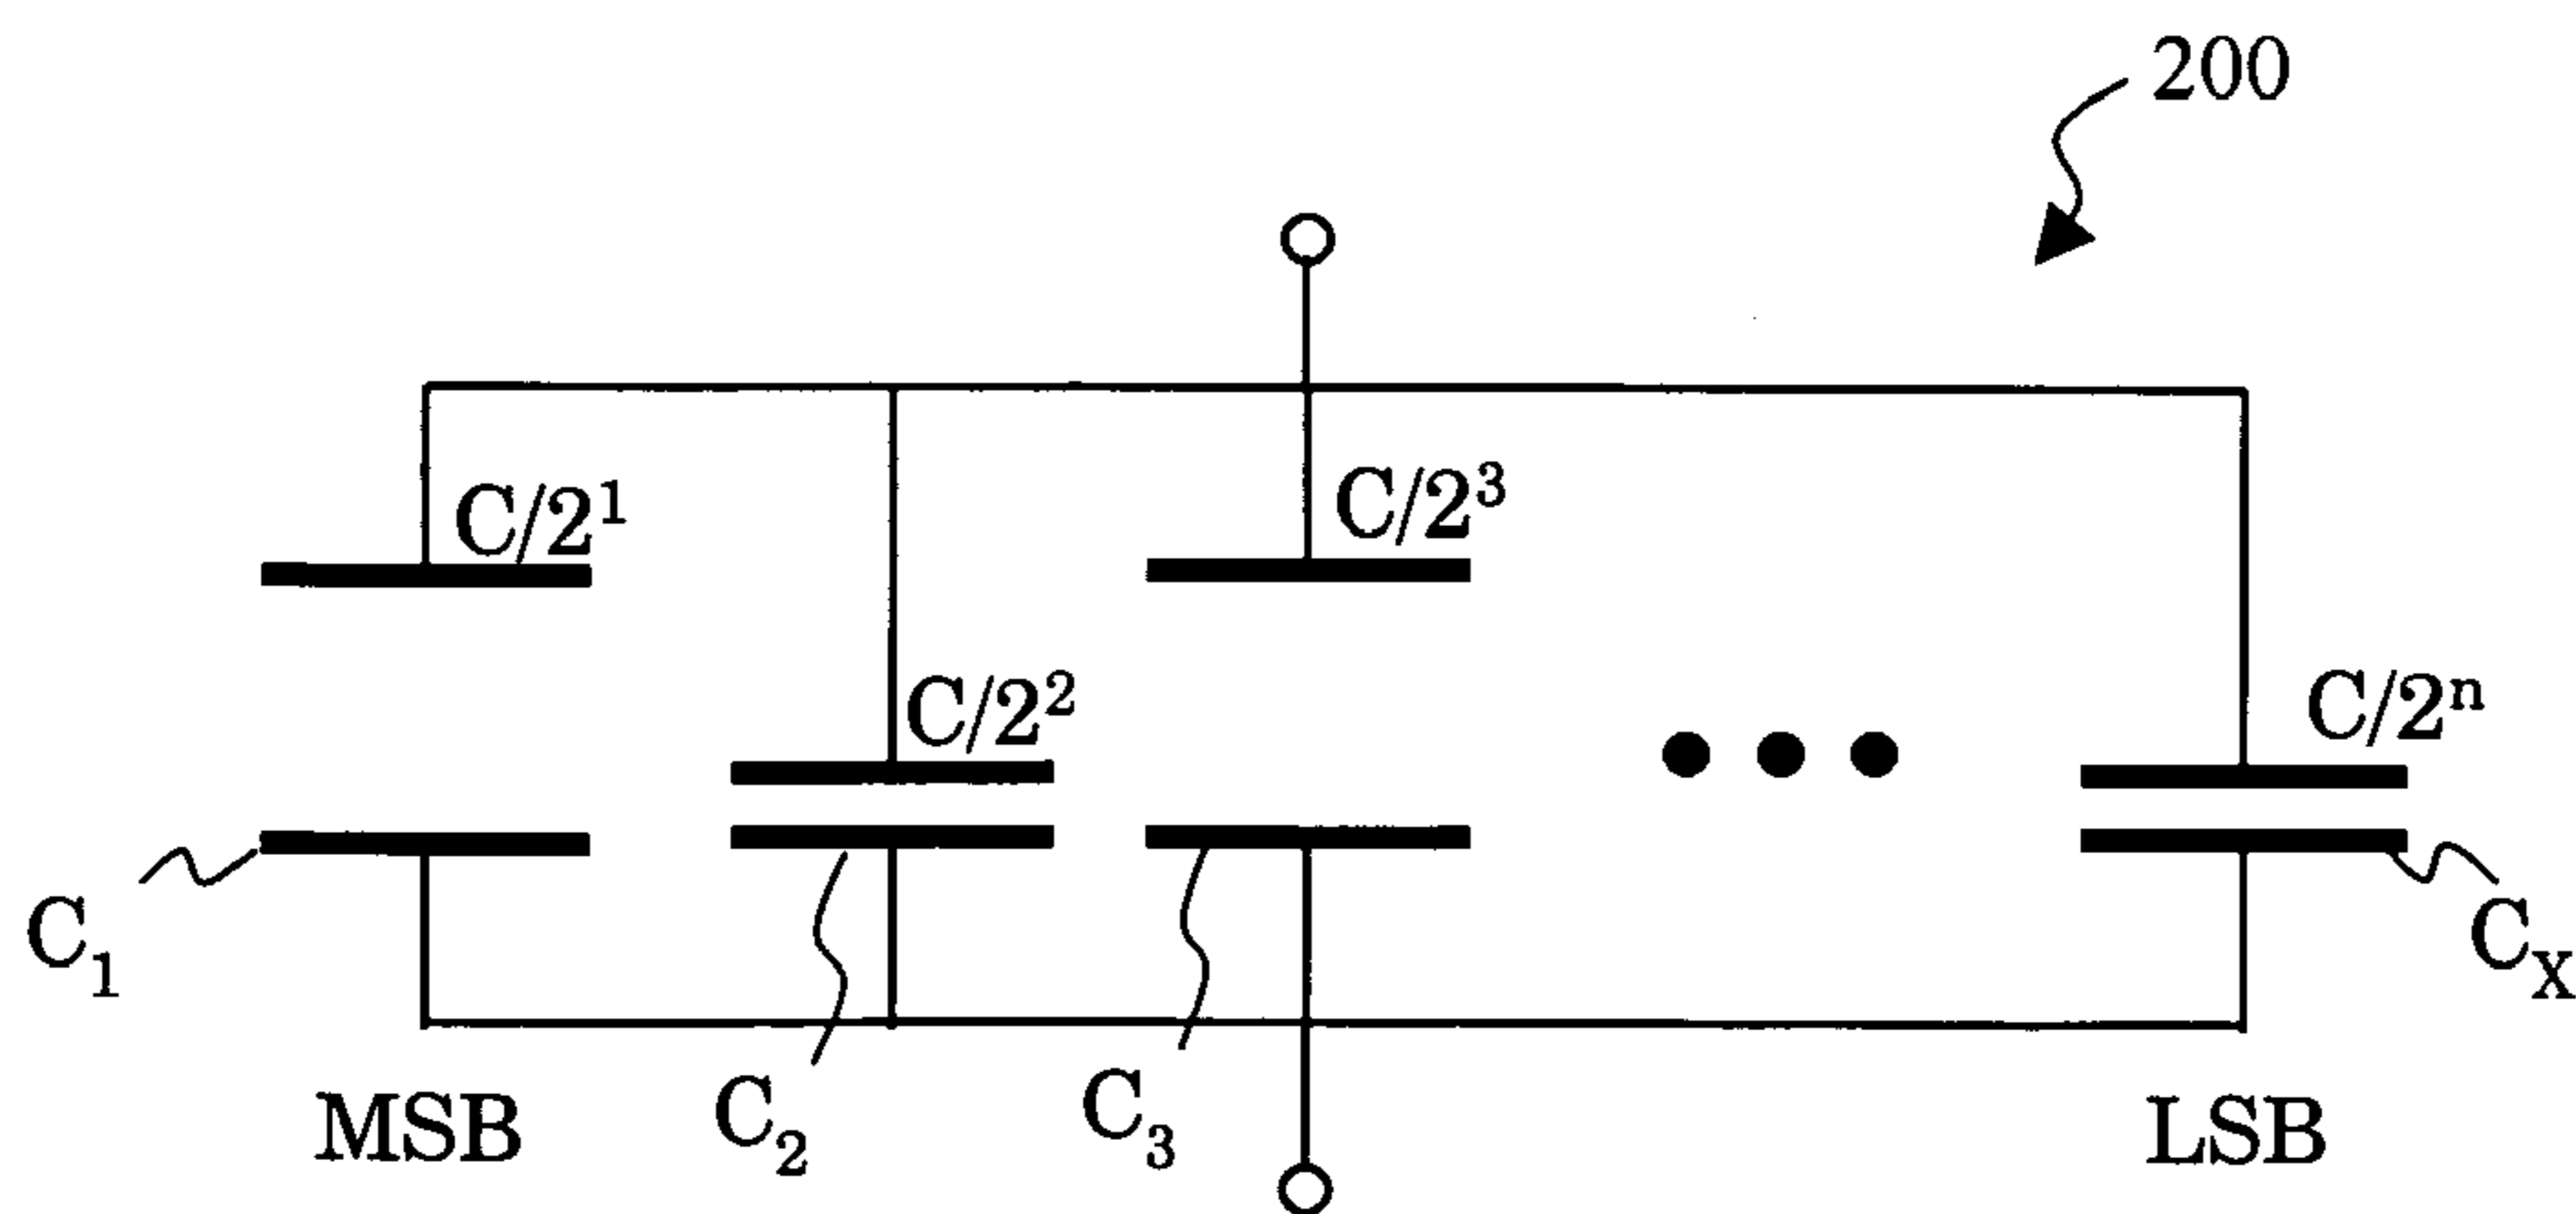 200
C/2¹
C/2³
C/2²
C/2ⁿ
C₁
Cₓ
C₂
C₃
MSB
LSB